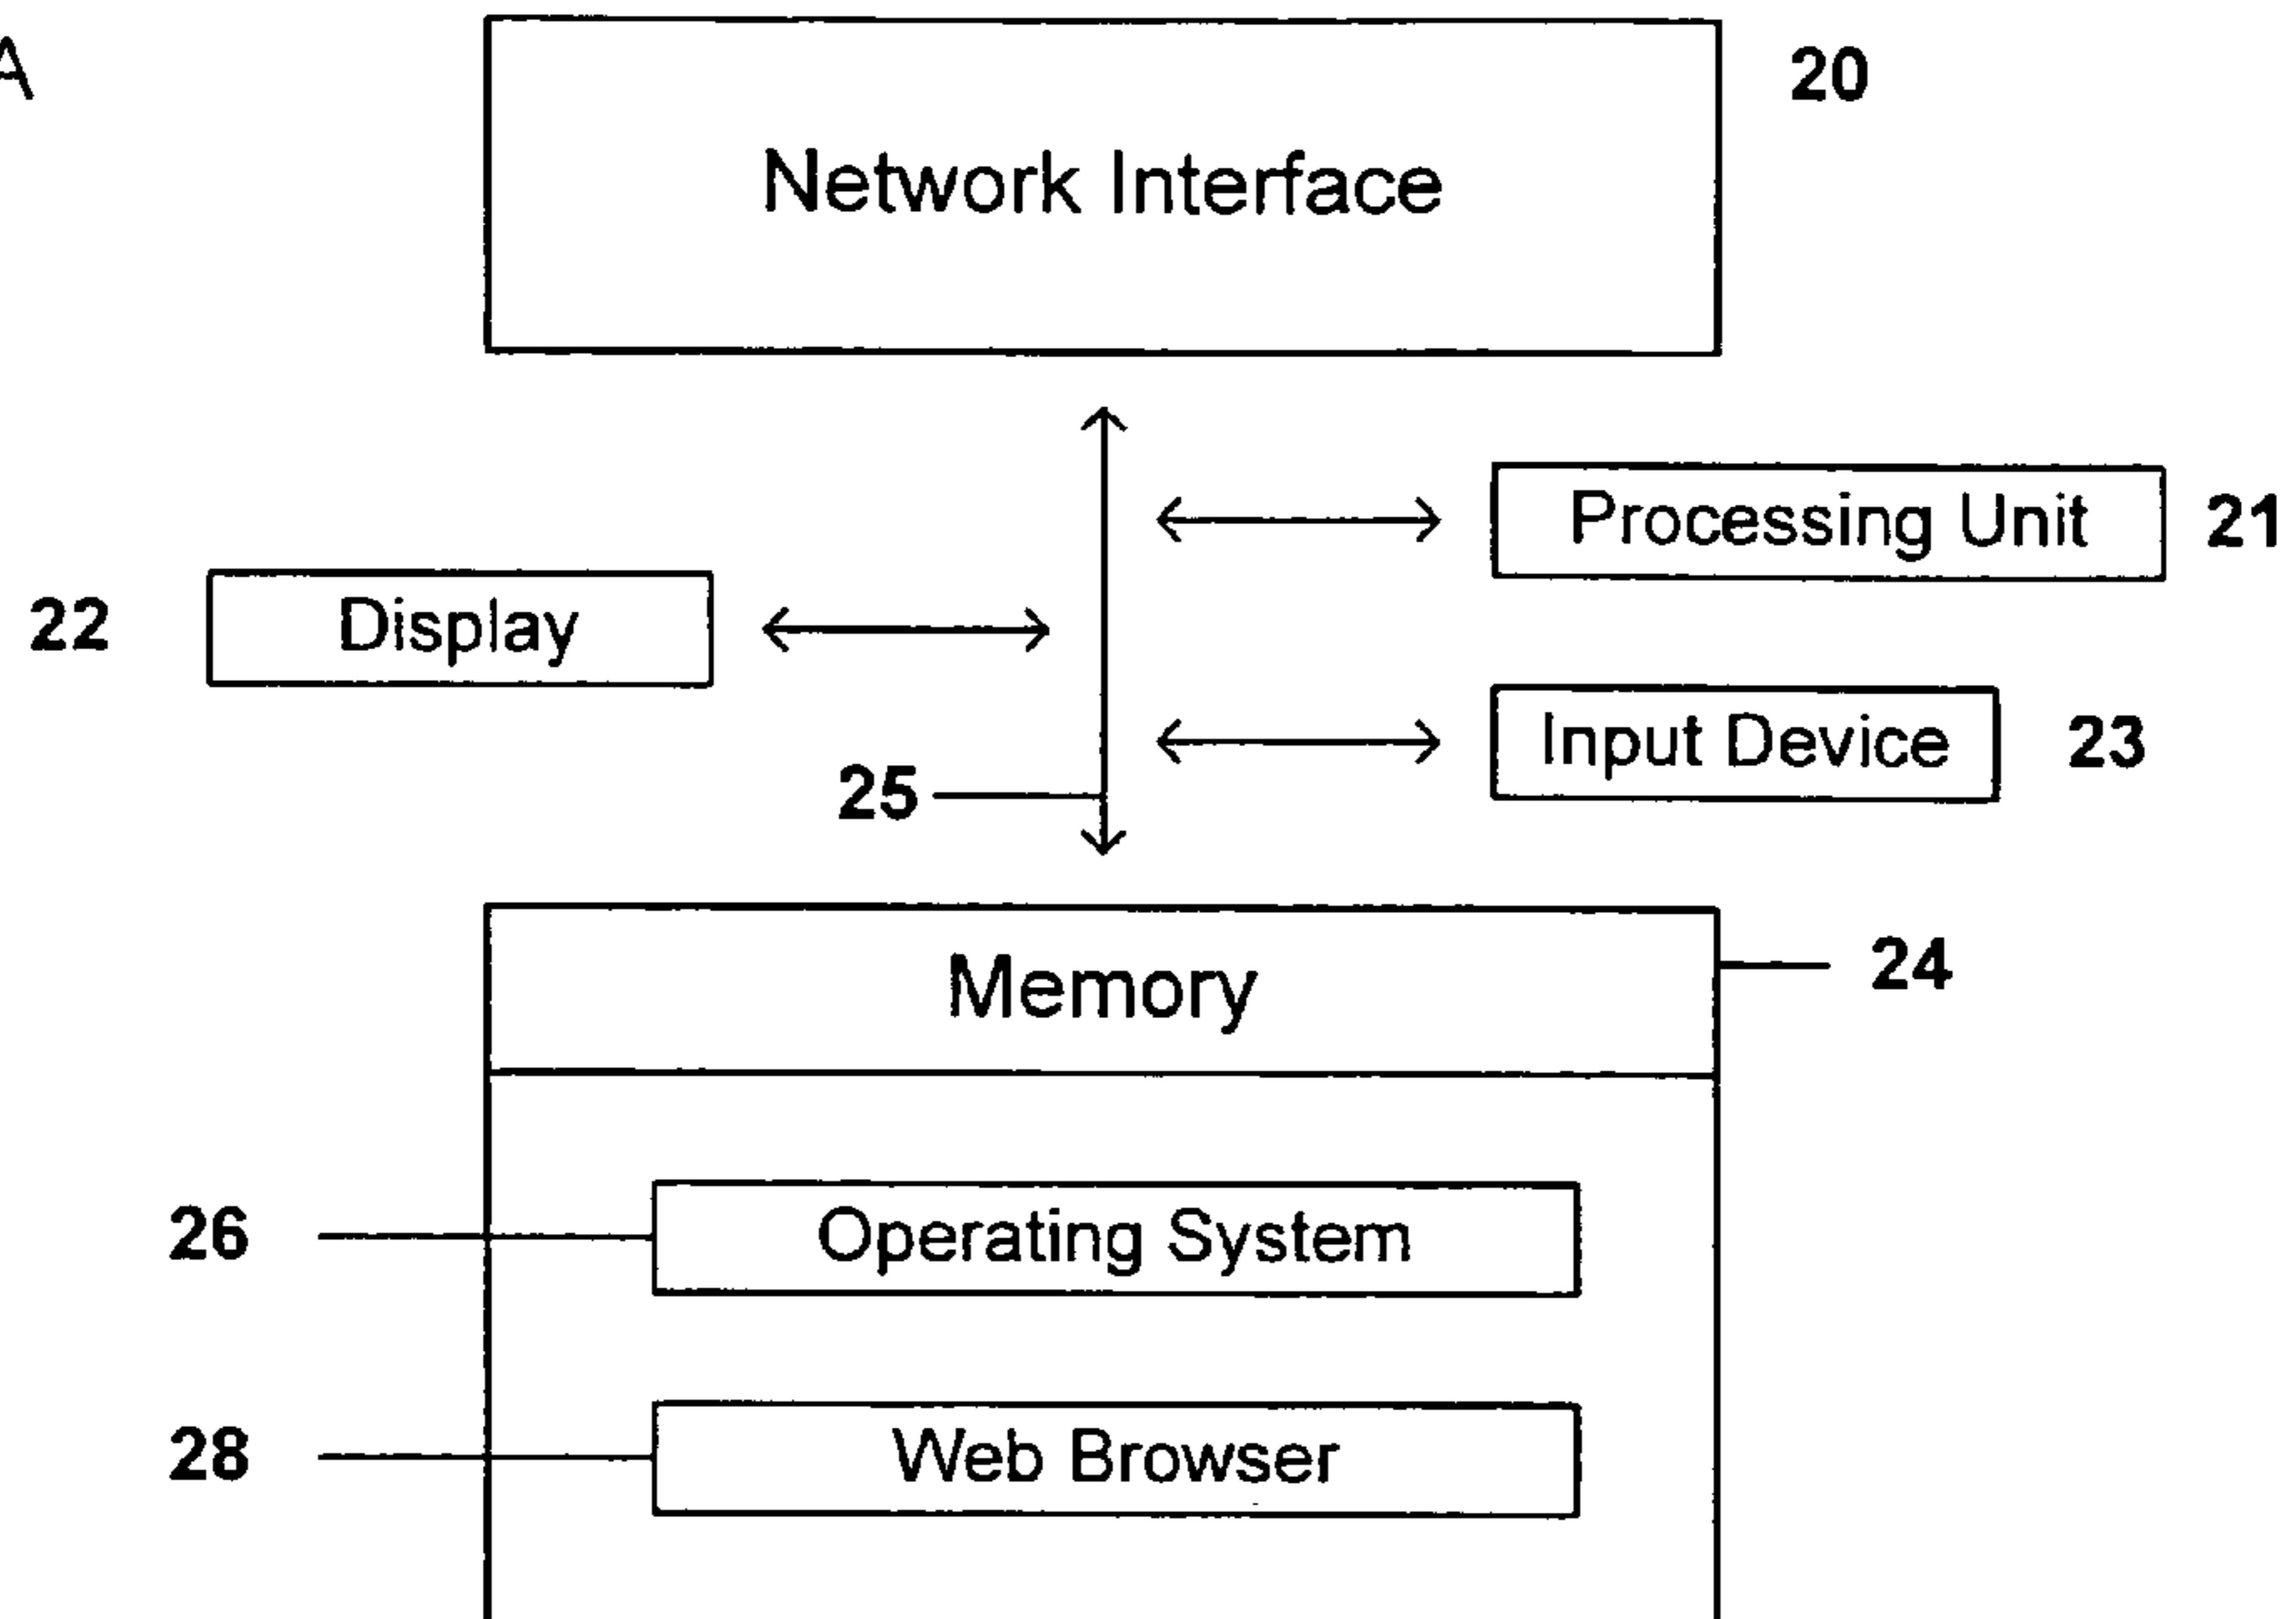 A
20
Network Interface
Processing Unit 21
22 Display
Input Device 23
25
Memory 24
26 Operating System
28 Web Browser